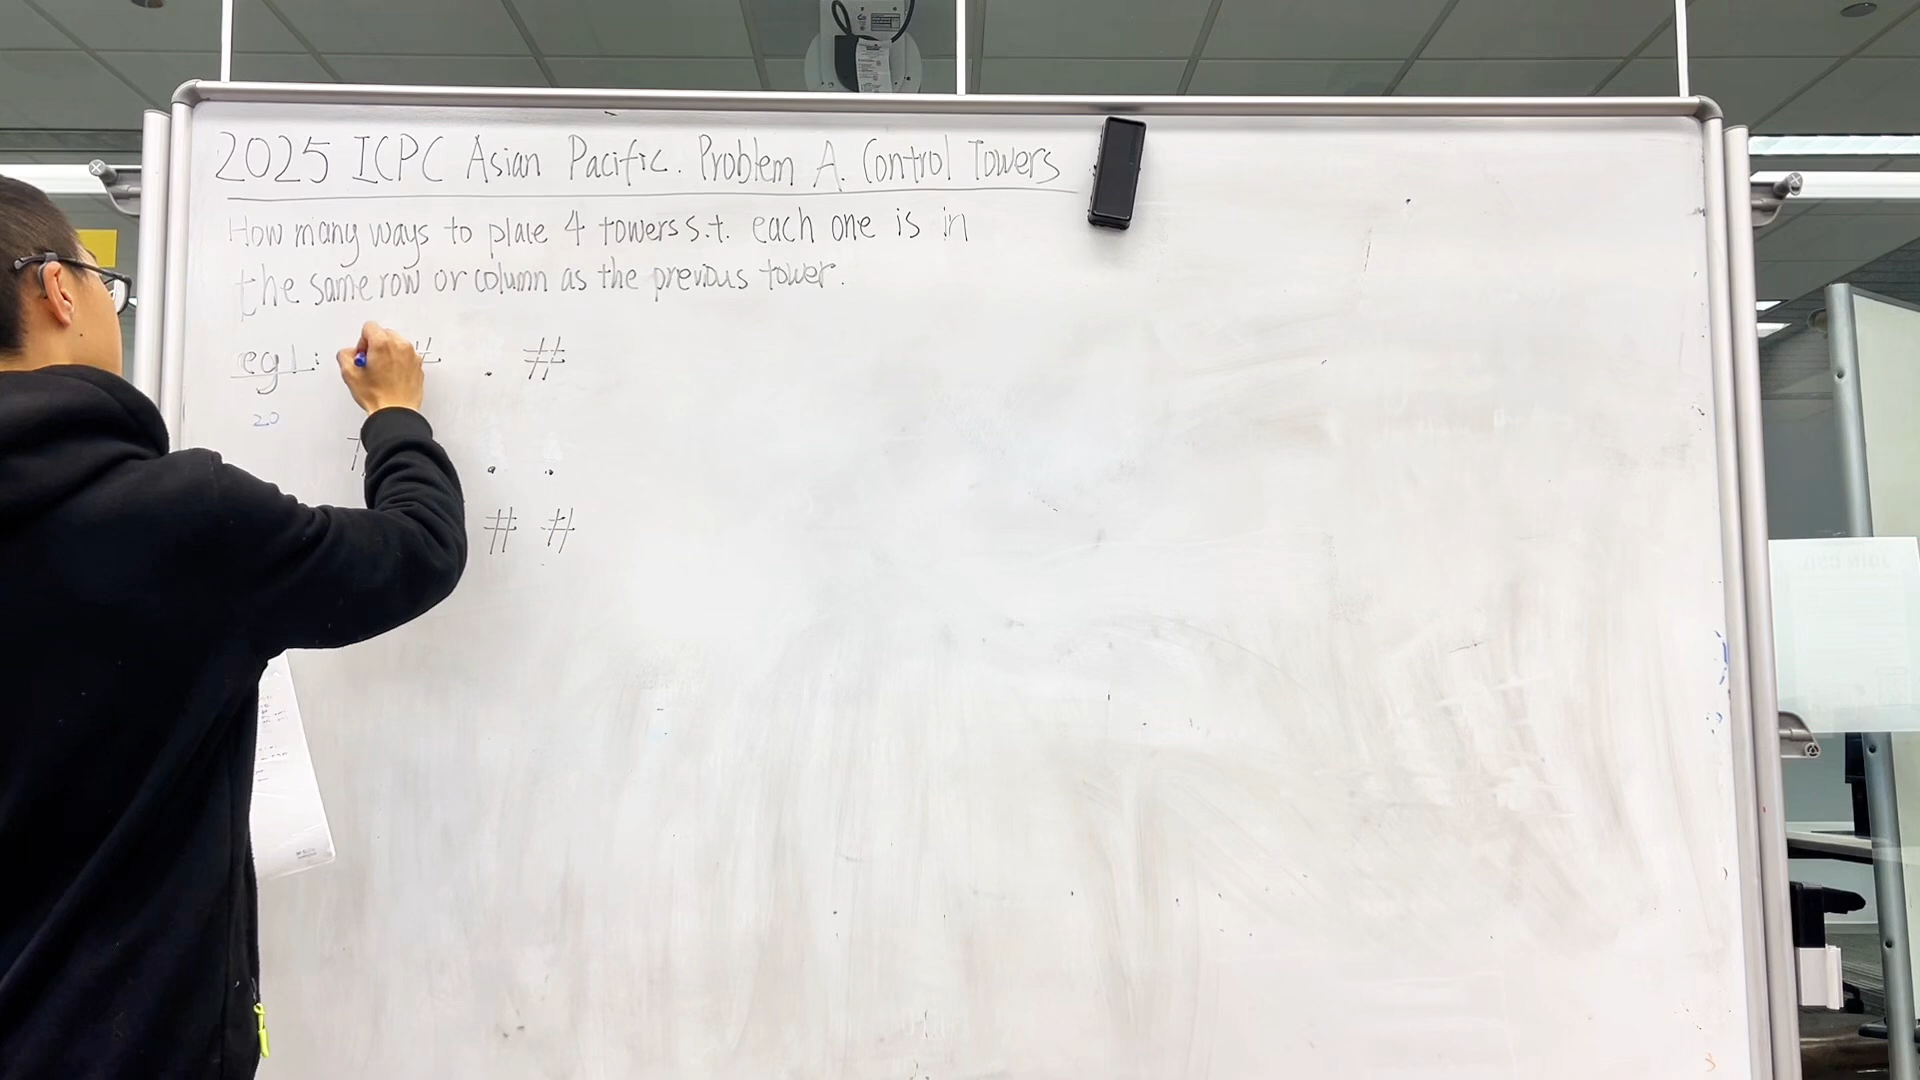 2025 ICPC Asian Pacific. Problem A. Control Towers
How many ways to place 4 towers s.t. each one is in
the same row or column as the previous tower.
eg1: # . #
20
. .
# #